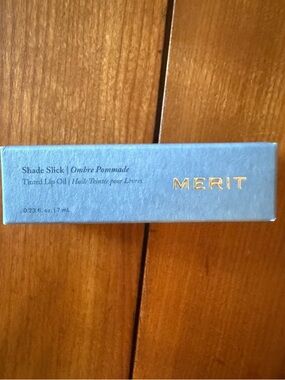 Shade Slick | Ombre Pommade
Tinted Lip Oil | Huile Teintée pour Lèvres
MERIT
0.23 fl. oz. | 7 mL